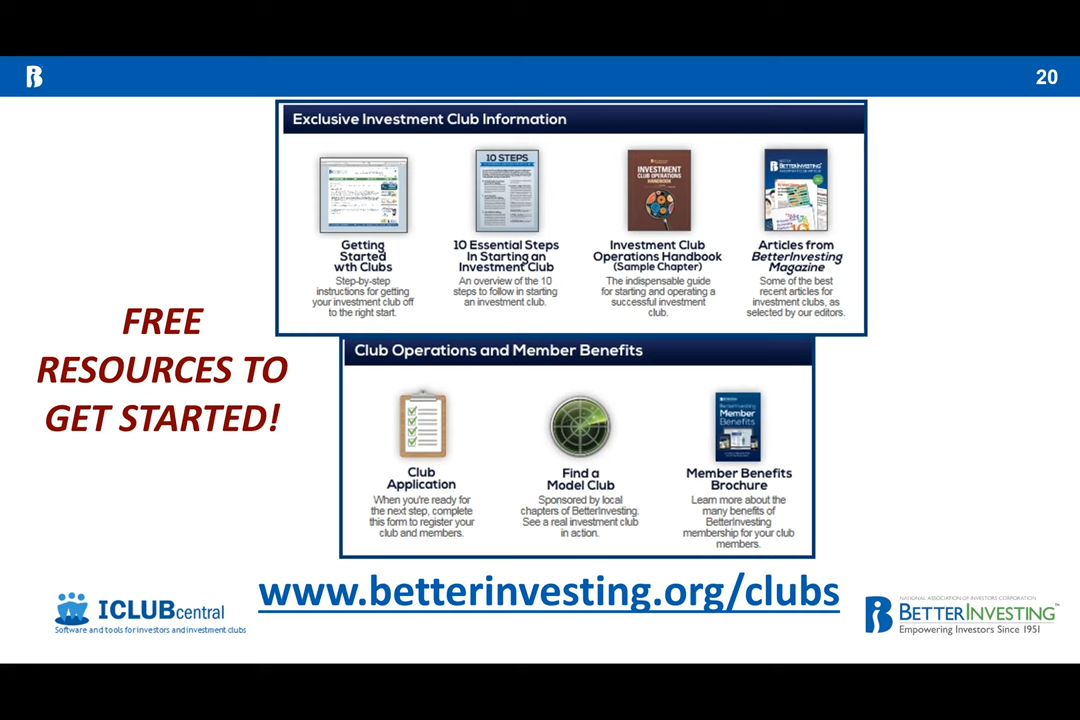 20
Exclusive Investment Club Information
10 STEPS
INVESTMENT
CLUB OPERATIONS
HANDBOOK
BETTERINVESTING
Getting
Started
wth Clubs
Step-by-step
instructions for getting
your investment club off
to the right start.
10 Essential Steps
In Starting an
Investment Club
An overview of the 10
steps to follow in starting
an investment club.
Investment Club
Operations Handbook
(Sample Chapter)
The indispensable guide
for starting and operating a
successful investment
club.
Articles from
BetterInvesting
Magazine
Some of the best
recent articles for
investment clubs, as
selected by our editors.
FREE
RESOURCES TO
GET STARTED!
Club Operations and Member Benefits
BetterInvesting
Member
Benefits
Club
Application
When you're ready for
the next step, complete
this form to register your
club and members.
Find a
Model Club
Sponsored by local
chapters of BetterInvesting.
See a real investment club
in action.
Member Benefits
Brochure
Learn more about the
many benefits of
BetterInvesting
membership for your club
members.
www.betterinvesting.org/clubs
ICLUBcentral
Software and tools for investors and investment clubs
NATIONAL ASSOCIATION OF INVESTORS CORPORATION
BETTERINVESTING™
Empowering Investors Since 1951